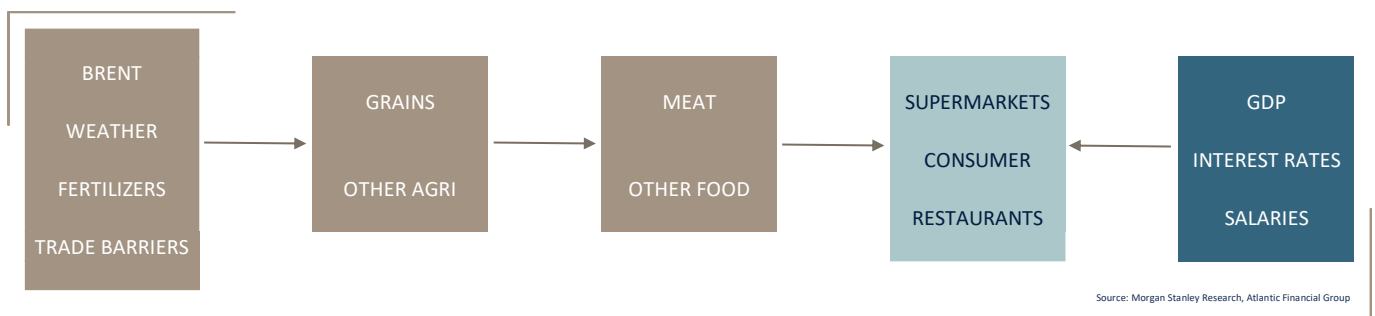 BRENT
WEATHER
FERTILIZERS
TRADE BARRIERS
GRAINS
OTHER AGRI
MEAT
OTHER FOOD
SUPERMARKETS
CONSUMER
RESTAURANTS
GDP
INTEREST RATES
SALARIES
Source: Morgan Stanley Research, Atlantic Financial Group